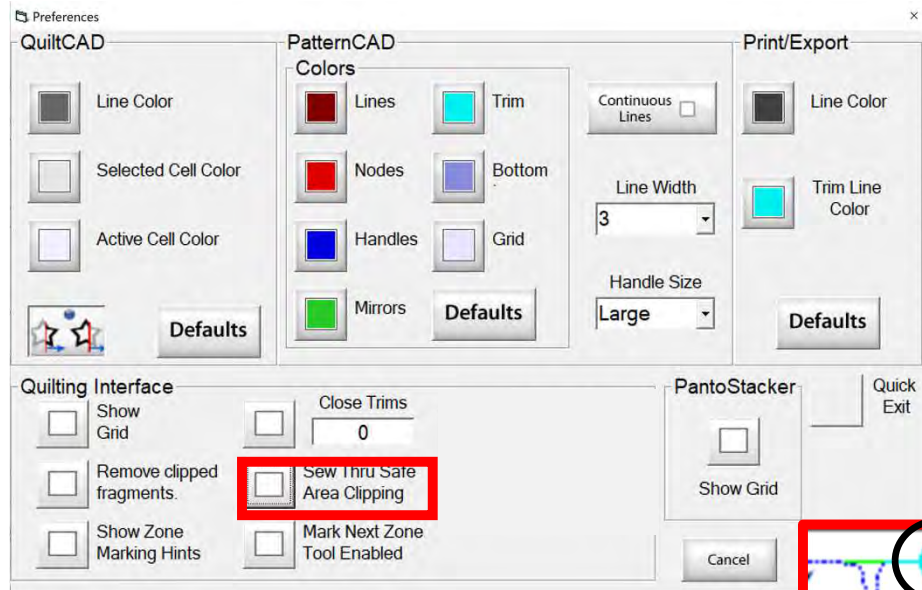 Preferences
QuiltCAD
Line Color
Selected Cell Color
Active Cell Color
Defaults
PatternCAD
Colors
Lines
Trim
Nodes
Bottom
Handles
Grid
Mirrors
Defaults
Continuous
Lines
Line Width
3
Handle Size
Large
Print/Export
Line Color
Trim Line
Color
Defaults
Quilting Interface
Show
Grid
Close Trims
0
Remove clipped
fragments.
Sew Thru Safe
Area Clipping
Show Zone
Marking Hints
Mark Next Zone
Tool Enabled
PantoStacker
Show Grid
Quick
Exit
Cancel